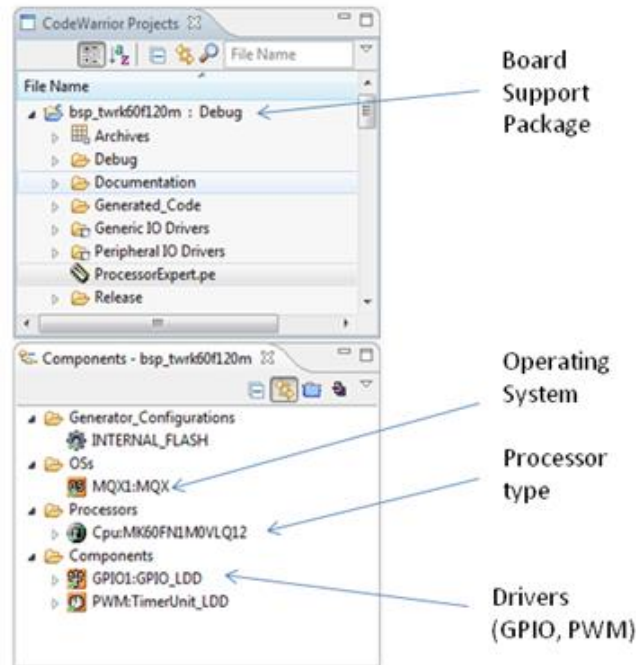 CodeWarrior Projects
File Name
File Name
bsp_twrk60f120m : Debug
Archives
Debug
Documentation
Generated_Code
Generic IO Drivers
Peripheral IO Drivers
ProcessorExpert.pe
Release
Board
Support
Package
Components - bsp_twrk60f120m
Generator_Configurations
INTERNAL_FLASH
OSs
MQX1:MQX
Processors
Cpu:MK60FN1M0VLQ12
Components
GPIO1:GPIO_LDD
PWM:TimerUnit_LDD
Operating
System
Processor
type
Drivers
(GPIO, PWM)